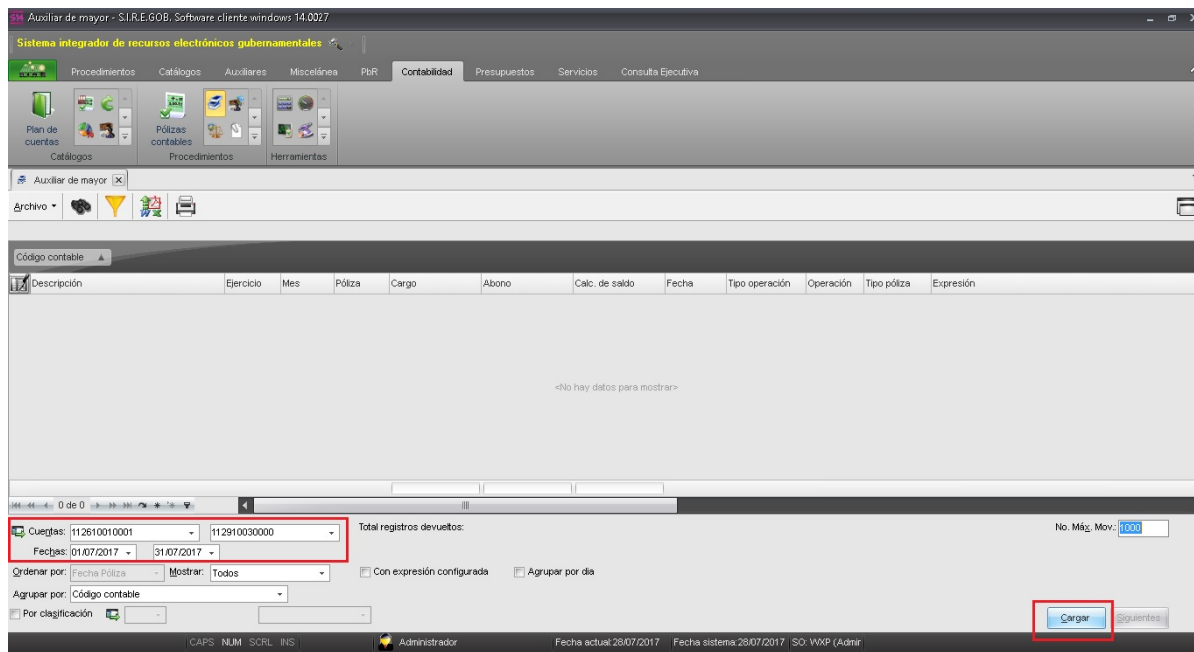 Auxiliar de mayor - S.I.R.E.GOB. Software cliente windows 14.0027
Sistema integrador de recursos electrónicos gubernamentales
Procedimientos Catálogos Auxiliares Miscelánea PbR Contabilidad Presupuestos Servicios Consulta Ejecutiva
Plan de cuentas
Pólizas contables
Catálogos Procedimientos Herramientas
Auxiliar de mayor
Archivo
Código contable
Descripción Ejercicio Mes Póliza Cargo Abono Calc. de saldo Fecha Tipo operación Operación Tipo póliza Expresión
<No hay datos para mostrar>
0 de 0
Cuentas: 112610010001 112910030000 Total registros devueltos: No. Máx. Mov.: 1000
Fechas: 01/07/2017 31/07/2017
Ordenar por: Fecha Póliza Mostrar: Todos Con expresión configurada Agrupar por dia
Agrupar por: Código contable
Por clasificación Cargar Siguientes
CAPS NUM SCRL INS Administrador Fecha actual:28/07/2017 Fecha sistema:28/07/2017 SO: WXP (Admir